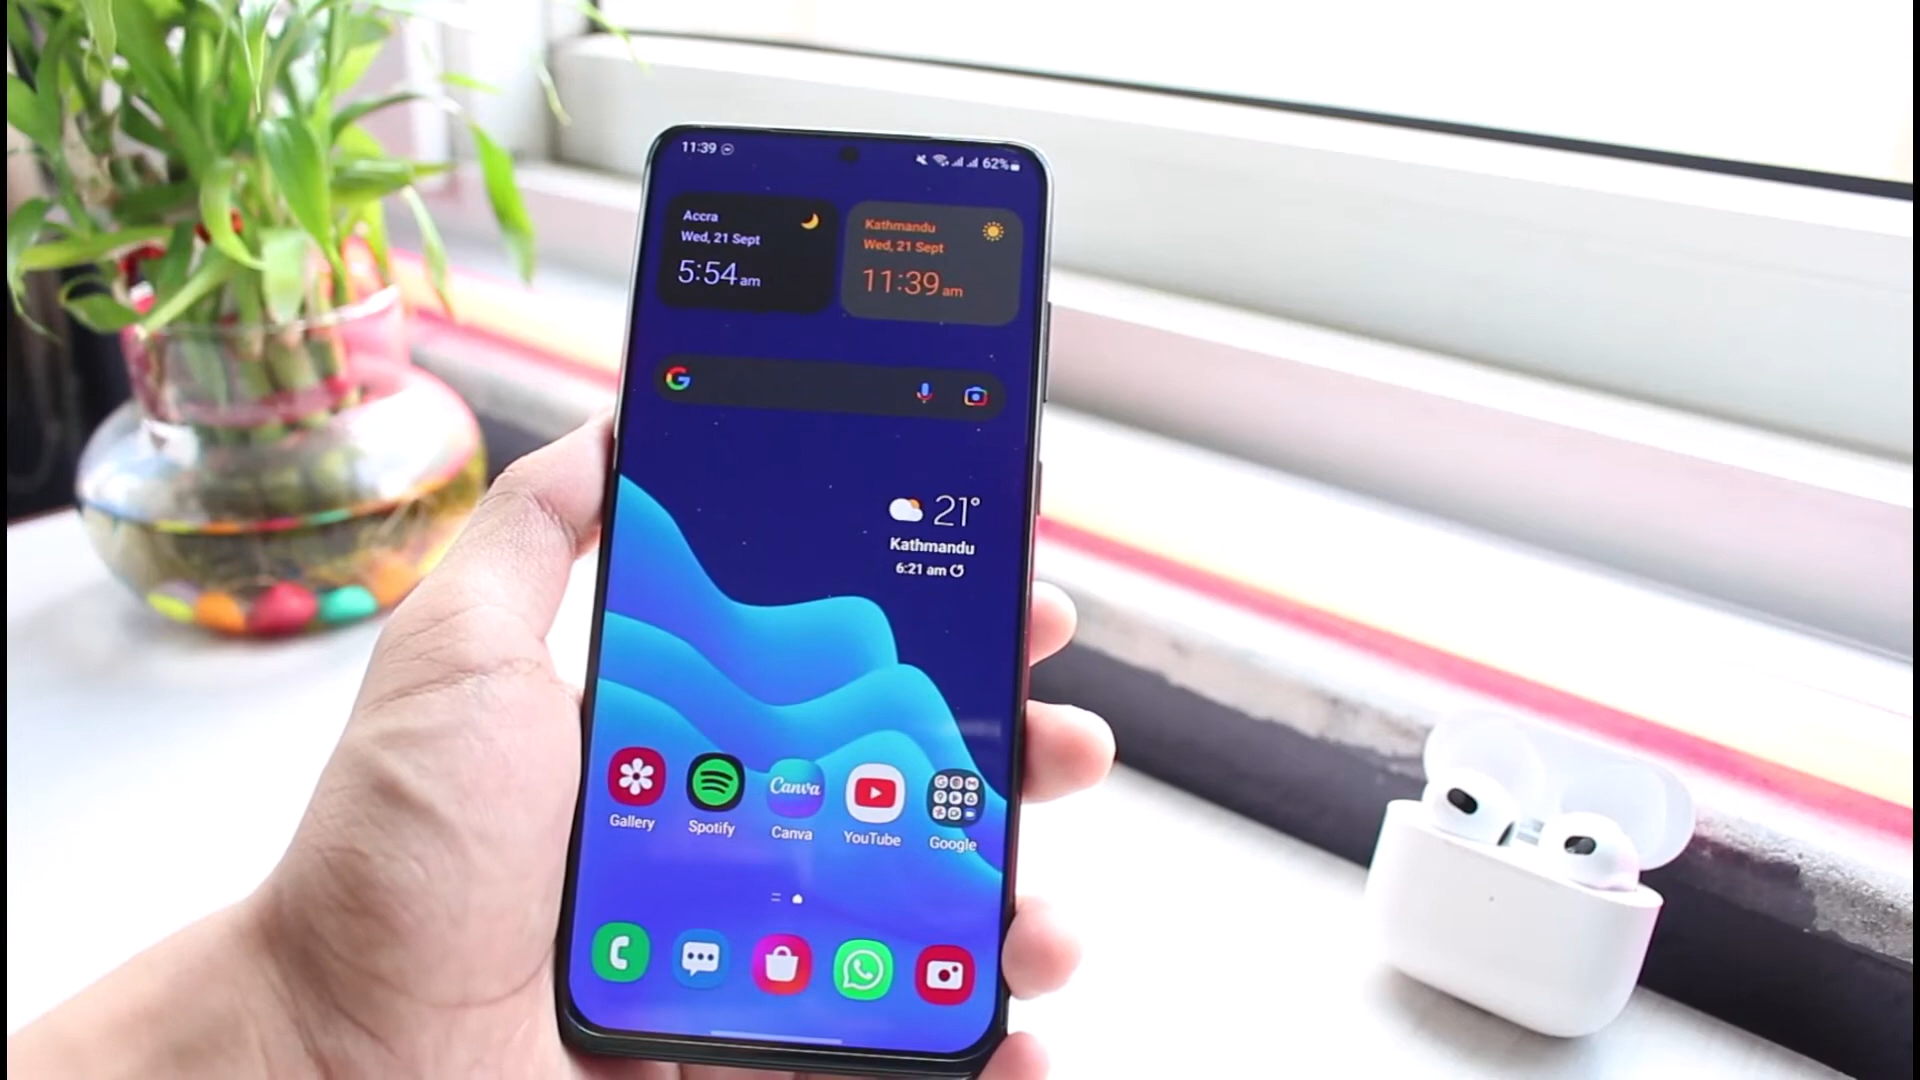 11:39
62%
Accra
Wed, 21 Sept
5:54 am
Kathmandu
Wed, 21 Sept
11:39 am
21°
Kathmandu
6:21 am
Canva
Gallery
Spotify
Canva
YouTube
Google